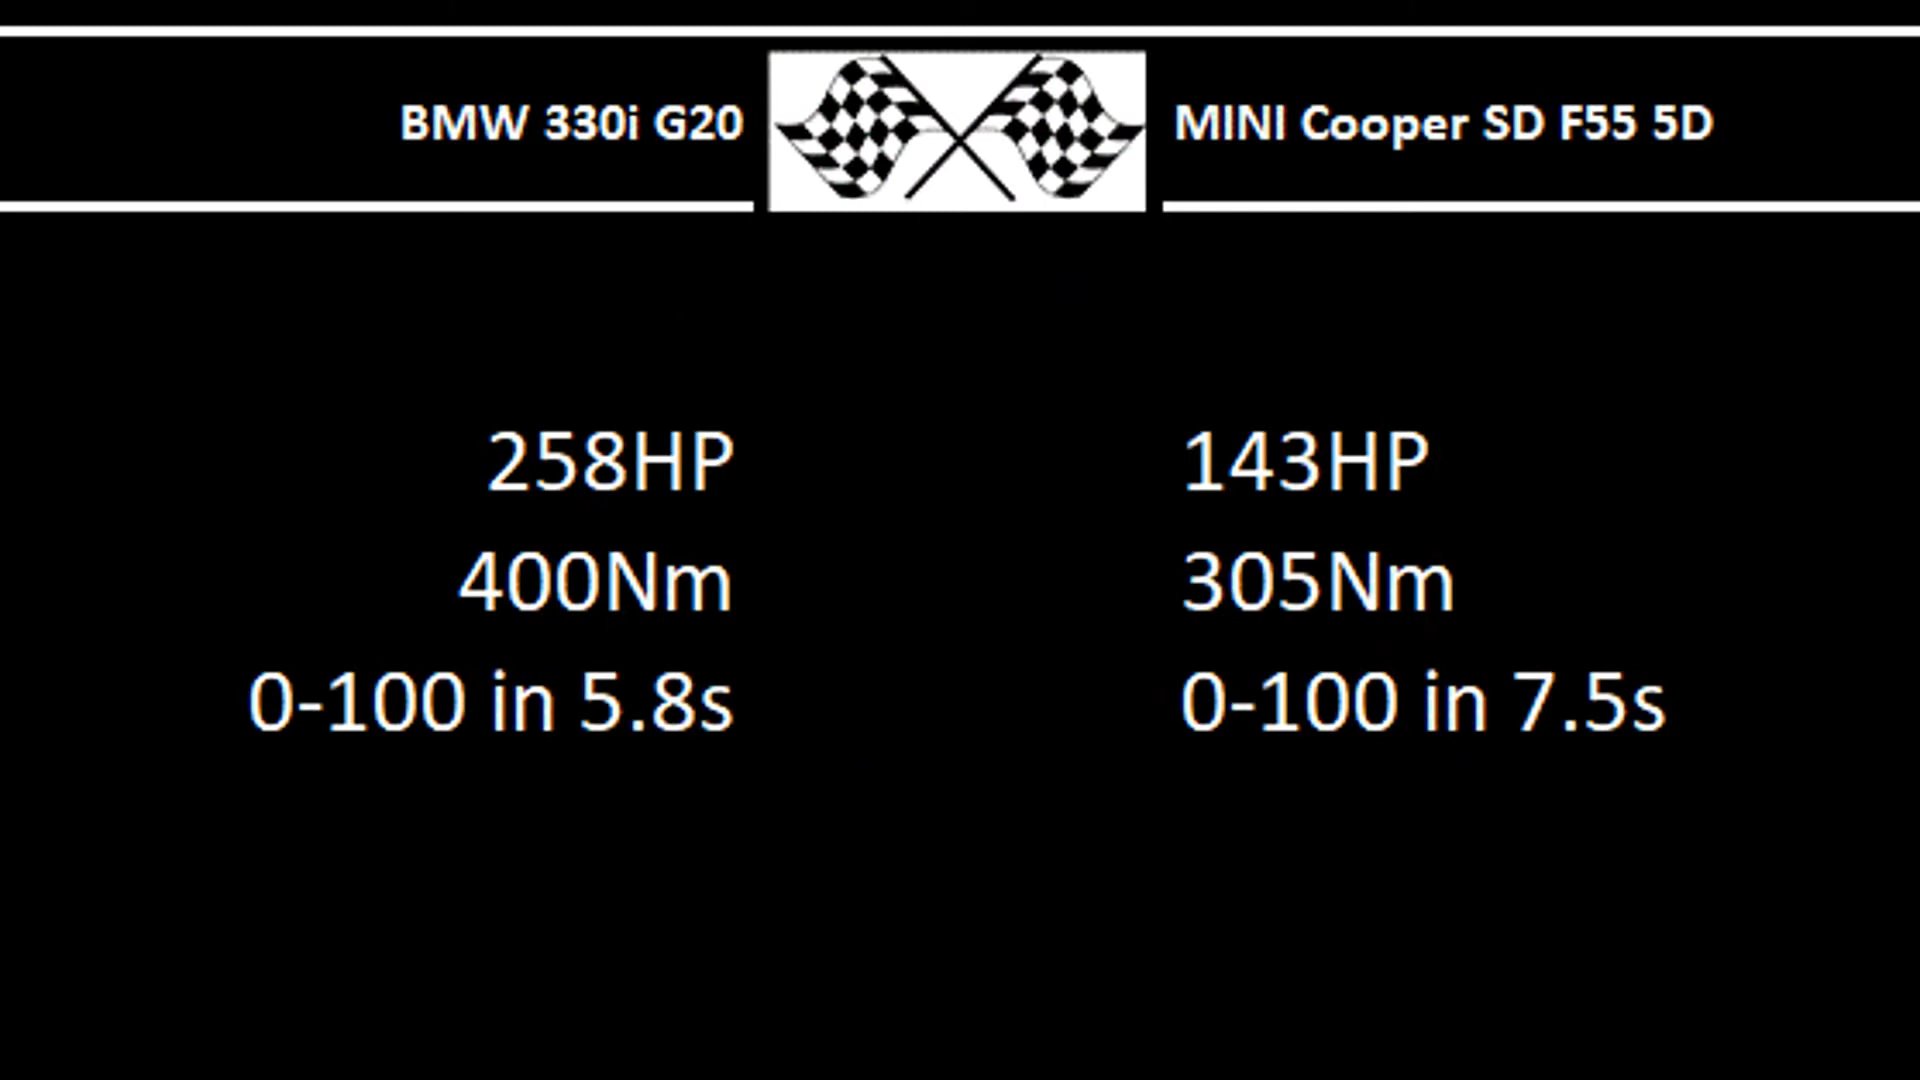 BMW 330i G20
MINI Cooper SD F55 5D
258HP
400Nm
0-100 in 5.8s
143HP
305Nm
0-100 in 7.5s